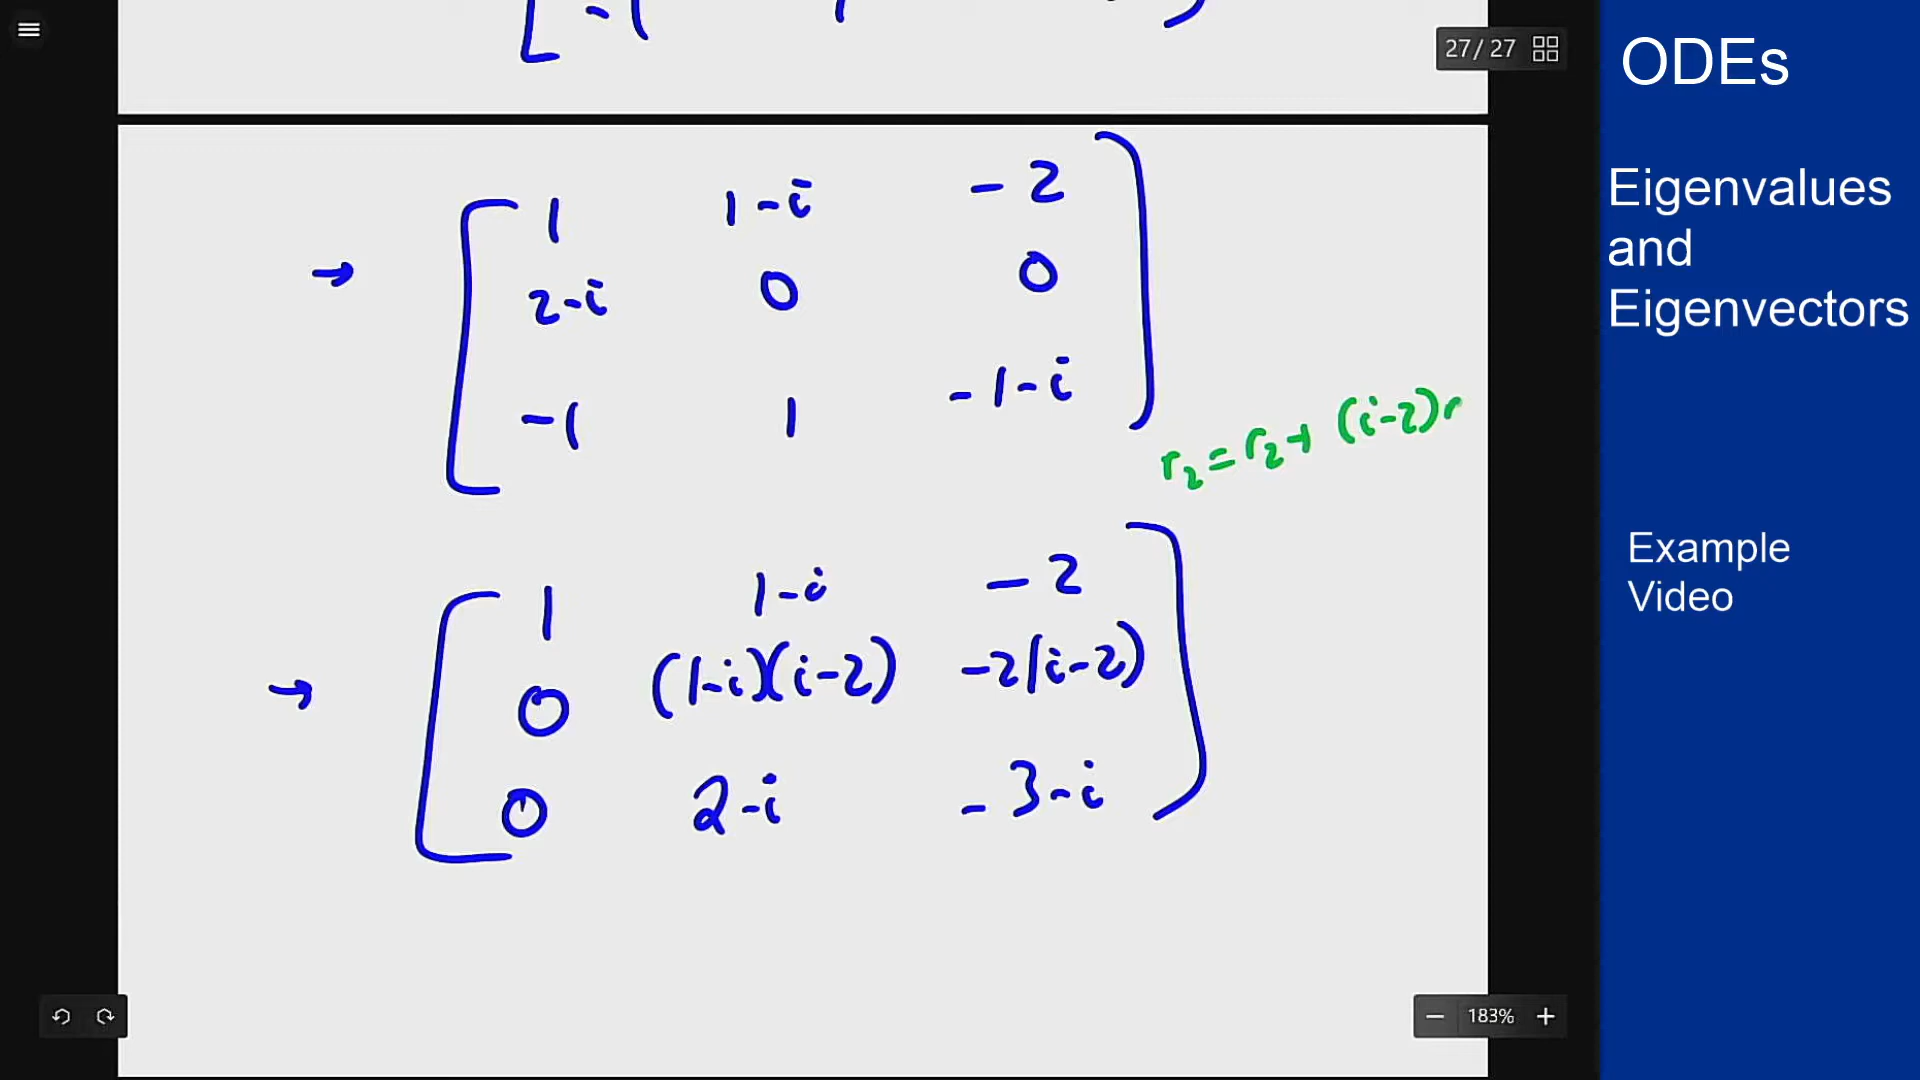 27 / 27
ODEs
Eigenvalues
and
Eigenvectors
Example
Video
→ [ 1 1-i -2
2-i 0 0
-1 1 -1-i ]
r₂ = r₂ + (i-2)r
→ [ 1 1-i -2
0 (1-i)(i-2) -2(i-2)
0 2-i -3-i ]
183%